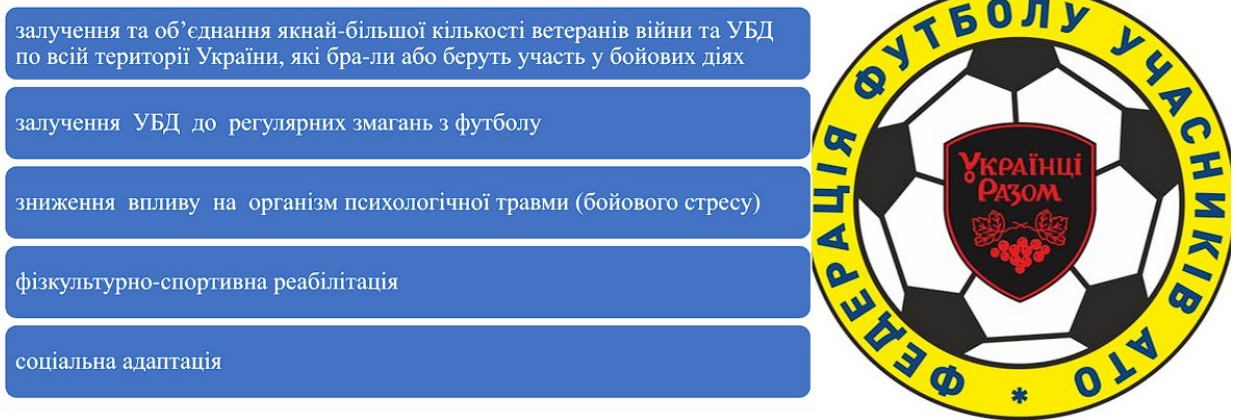 залучення та об’єднання якнай-більшої кількості ветеранів війни та УБД
по всій території України, які бра-ли або беруть участь у бойових діях
залучення УБД до регулярних змагань з футболу
зниження впливу на організм психологічної травми (бойового стресу)
фізкультурно-спортивна реабілітація
соціальна адаптація
ФЕДЕРАЦІЯ ФУТБОЛУ УЧАСНИКІВ АТО *
УКРАЇНЦІ
РАЗОМ